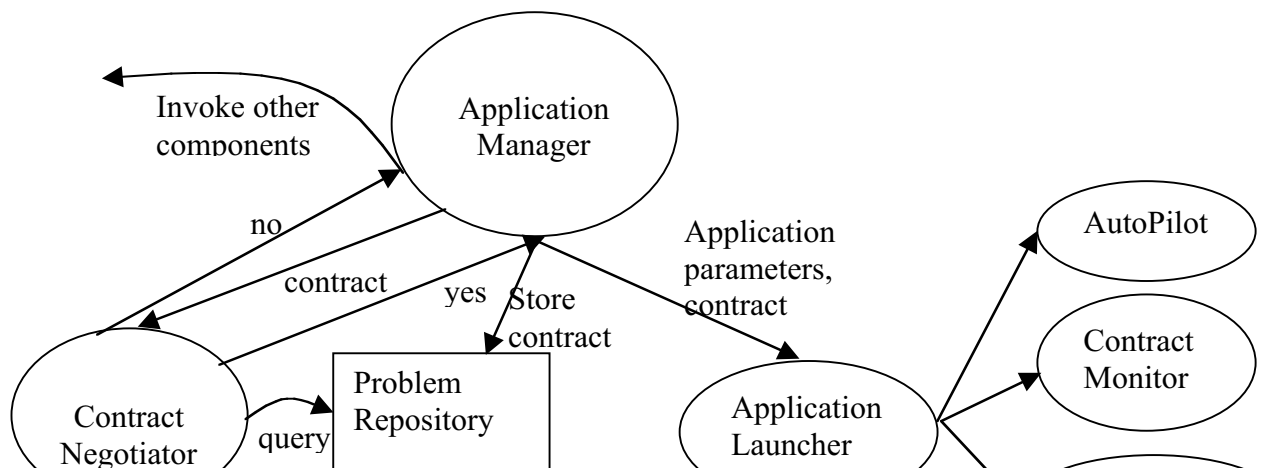 Application
Manager
Invoke other
components
no
contract
yes
Store
contract
Application
parameters,
contract
AutoPilot
Contract
Monitor
Problem
Repository
Contract
Negotiator
query
Application
Launcher